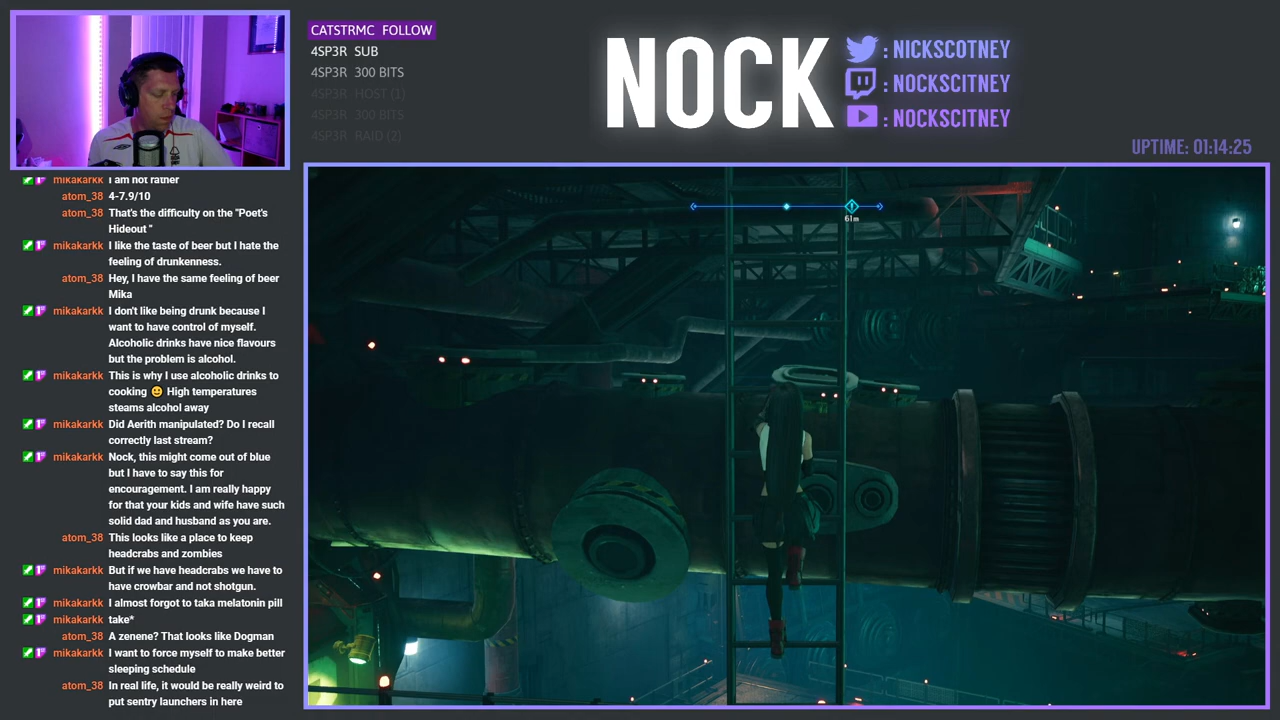 CATSTRMC FOLLOW
4SP3R SUB
4SP3R 300 BITS
4SP3R HOST (1)
4SP3R 300 BITS
4SP3R RAID (2)
NOCK
: NICKSCOTNEY
: NOCKSCITNEY
: NOCKSCITNEY
UPTIME: 01:14:25
61m
mikakarkk I am not rather
atom_38 4-7.9/10
atom_38 That's the difficulty on the "Poet's
Hideout "
mikakarkk I like the taste of beer but I hate the
feeling of drunkenness.
atom_38 Hey, I have the same feeling of beer
Mika
mikakarkk I don't like being drunk because I
want to have control of myself.
Alcoholic drinks have nice flavours
but the problem is alcohol.
mikakarkk This is why I use alcoholic drinks to
cooking 😀 High temperatures
steams alcohol away
mikakarkk Did Aerith manipulated? Do I recall
correctly last stream?
mikakarkk Nock, this might come out of blue
but I have to say this for
encouragement. I am really happy
for that your kids and wife have such
solid dad and husband as you are.
atom_38 This looks like a place to keep
headcrabs and zombies
mikakarkk But if we have headcrabs we have to
have crowbar and not shotgun.
mikakarkk I almost forgot to taka melatonin pill
mikakarkk take*
atom_38 A zenene? That looks like Dogman
mikakarkk I want to force myself to make better
sleeping schedule
atom_38 In real life, it would be really weird to
put sentry launchers in here